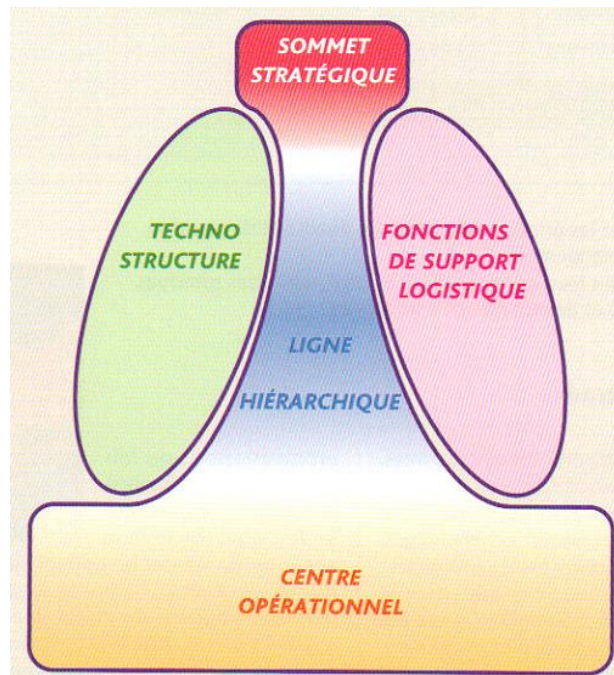 SOMMET
STRATÉGIQUE
TECHNO
STRUCTURE
FONCTIONS
DE SUPPORT
LOGISTIQUE
LIGNE
HIÉRARCHIQUE
CENTRE
OPÉRATIONNEL